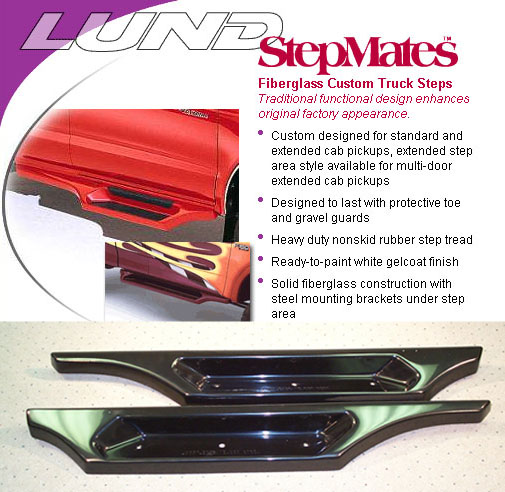 LUND
StepMates™
Fiberglass Custom Truck Steps
Traditional functional design enhances
original factory appearance.
• Custom designed for standard and
extended cab pickups, extended step
area style available for multi-door
extended cab pickups
• Designed to last with protective toe
and gravel guards
• Heavy duty nonskid rubber step tread
• Ready-to-paint white gelcoat finish
• Solid fiberglass construction with
steel mounting brackets under step
area